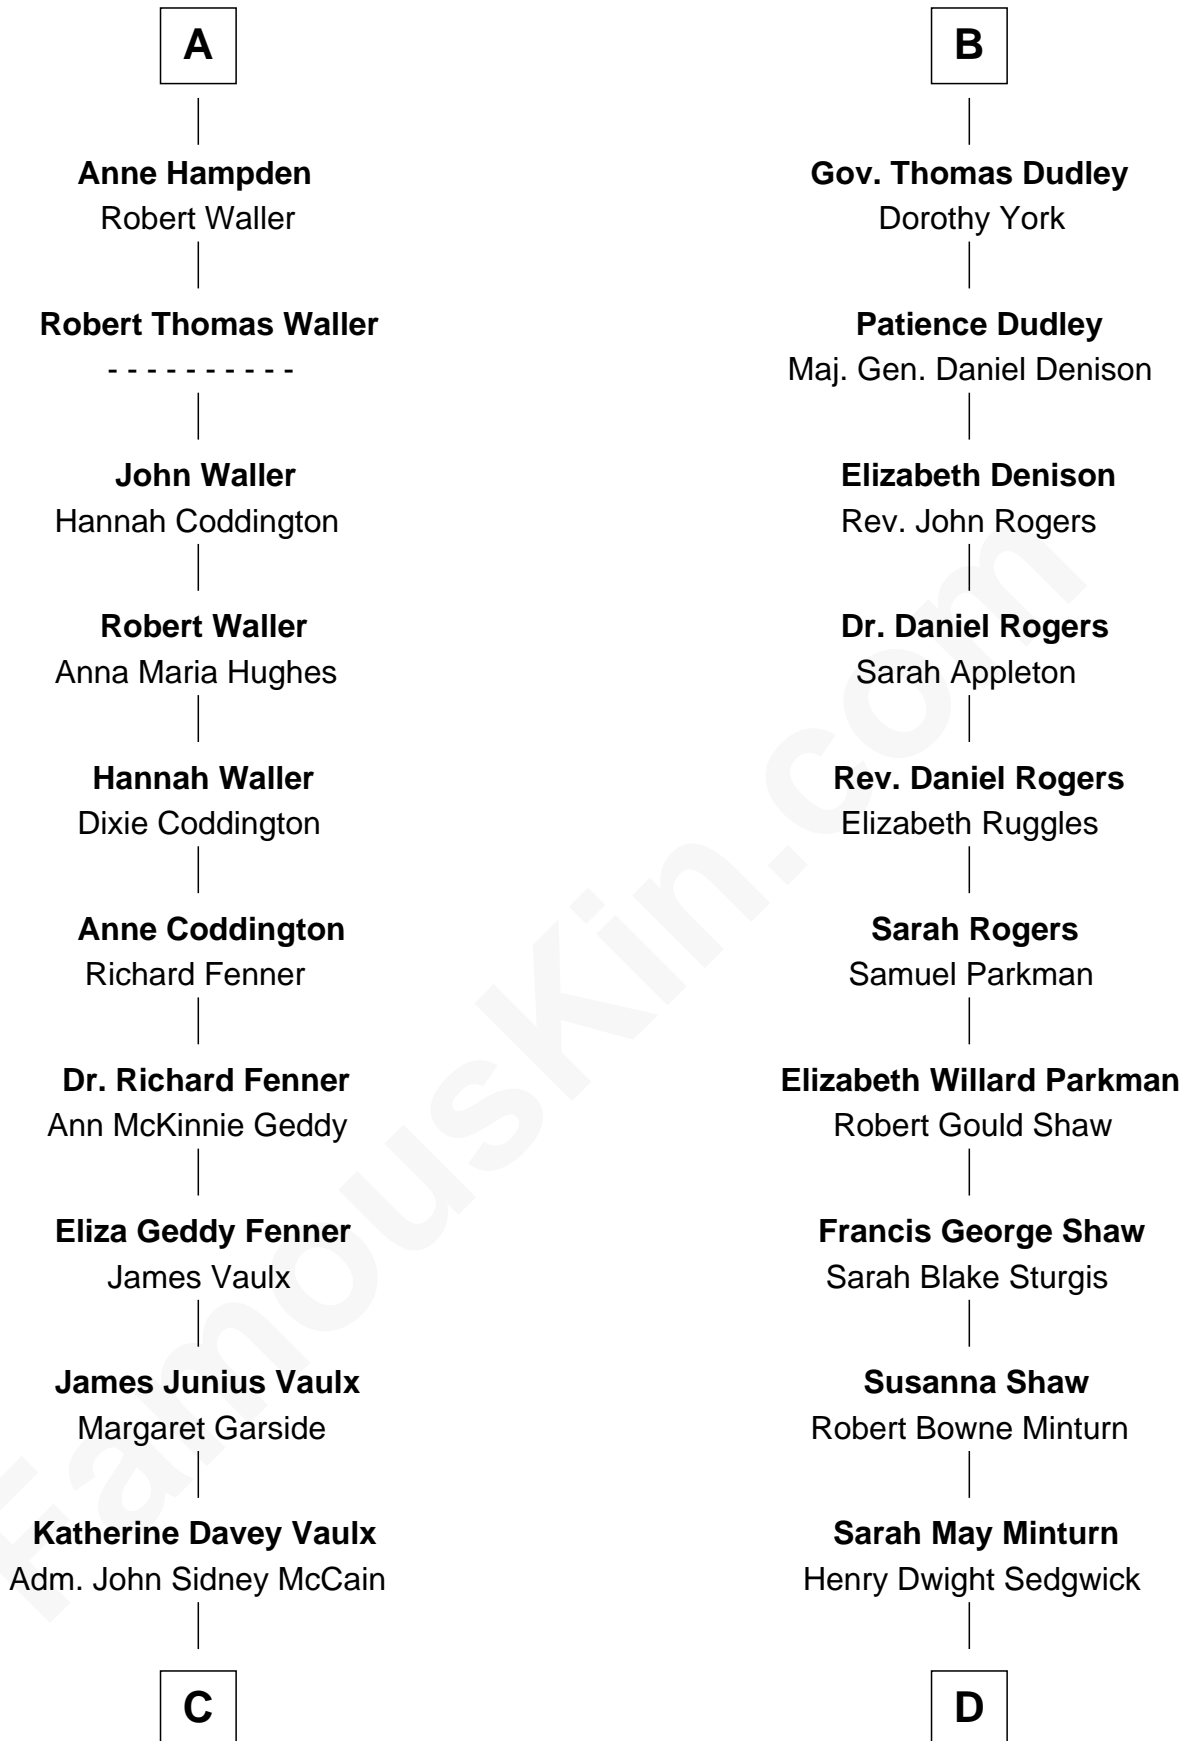 A
Anne Hampden
Robert Waller
Robert Thomas Waller
- - - - - - - - - -
John Waller
Hannah Coddington
Robert Waller
Anna Maria Hughes
Hannah Waller
Dixie Coddington
Anne Coddington
Richard Fenner
Dr. Richard Fenner
Ann McKinnie Geddy
Eliza Geddy Fenner
James Vaulx
James Junius Vaulx
Margaret Garside
Katherine Davey Vaulx
Adm. John Sidney McCain
C
B
Gov. Thomas Dudley
Dorothy York
Patience Dudley
Maj. Gen. Daniel Denison
Elizabeth Denison
Rev. John Rogers
Dr. Daniel Rogers
Sarah Appleton
Rev. Daniel Rogers
Elizabeth Ruggles
Sarah Rogers
Samuel Parkman
Elizabeth Willard Parkman
Robert Gould Shaw
Francis George Shaw
Sarah Blake Sturgis
Susanna Shaw
Robert Bowne Minturn
Sarah May Minturn
Henry Dwight Sedgwick
D
FamousKin.com